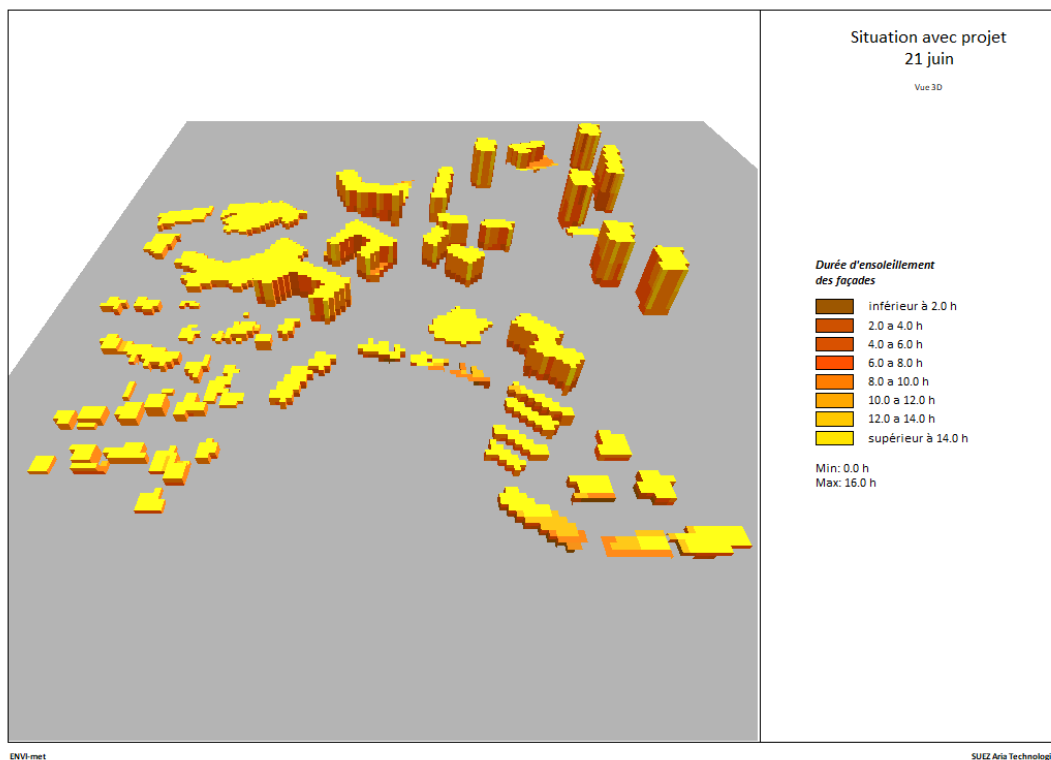 Situation avec projet
21 juin
Vue 3D
Durée d'ensoleillement
des façades
inférieur à 2.0 h
2.0 a 4.0 h
4.0 a 6.0 h
6.0 a 8.0 h
8.0 a 10.0 h
10.0 a 12.0 h
12.0 a 14.0 h
supérieur à 14.0 h
Min: 0.0 h
Max: 16.0 h
ENVI-met
SUEZ Aria Technologi